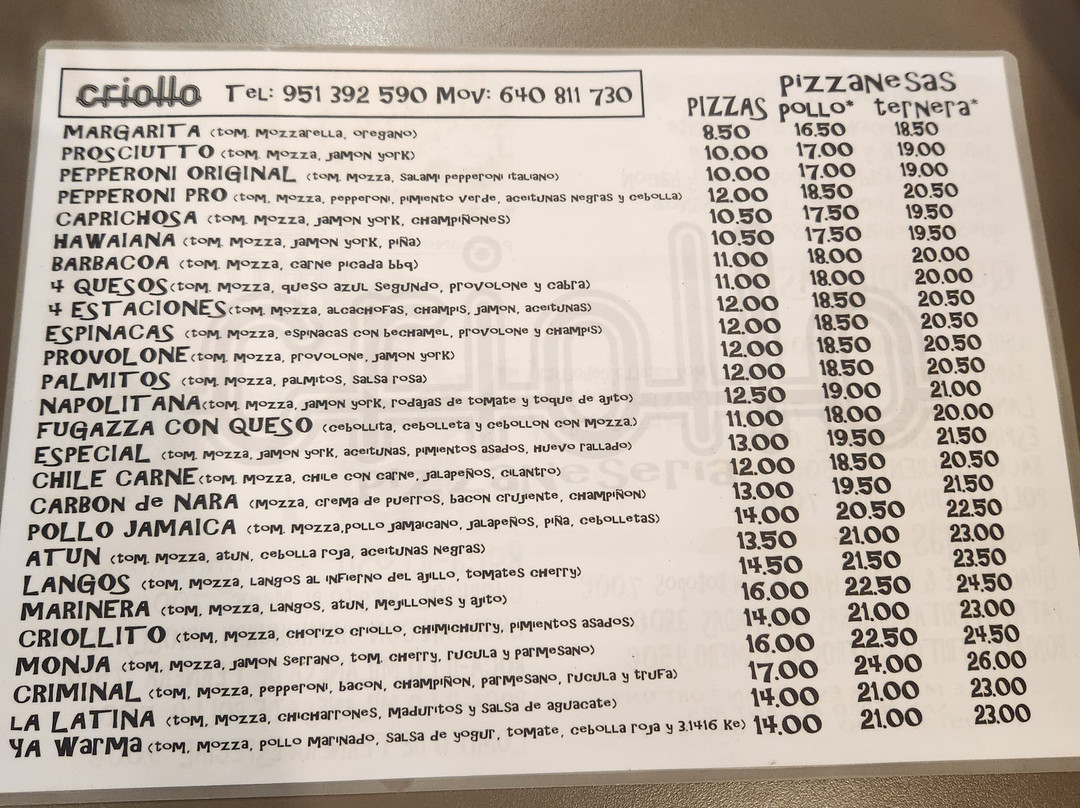 criollo Tel: 951 392 590 Mov: 640 811 730
PIZZANESAS
PIZZAS POLLO* TERNERA*
MARGARITA (TOM. MOZZARELLA, OREGANO) 8.50 16.50 18.50
PROSCIUTTO (TOM. MOZZA, JAMON YORK) 10.00 17.00 19.00
PEPPERONI ORIGINAL (TOM. MOZZA, SALAMI PEPPERONI ITALIANO) 10.00 17.00 19.00
PEPPERONI PRO (TOM, MOZZA, PEPPERONI, PIMIENTO VERDE, ACEITUNAS NEGRAS Y CEBOLLA) 12.00 18.50 20.50
CAPRICHOSA (TOM, MOZZA, JAMON YORK, CHAMPIÑONES) 10.50 17.50 19.50
HAWAIANA (TOM. MOZZA, JAMON YORK, PIÑA) 10.50 17.50 19.50
BARBACOA (TOM. MOZZA, CARNE PICADA BBQ) 11.00 18.00 20.00
4 QUESOS (TOM. MOZZA, QUESO AZUL SEGUNDO, PROVOLONE Y CABRA) 11.00 18.00 20.00
4 ESTACIONES (TOM. MOZZA, ALCACHOFAS, CHAMPIS, JAMON, ACEITUNAS) 12.00 18.50 20.50
ESPINACAS (TOM. MOZZA, ESPINACAS CON BECHAMEL, PROVOLONE Y CHAMPIS) 12.00 18.50 20.50
PROVOLONE (TOM. MOZZA, PROVOLONE, JAMON YORK) 12.00 18.50 20.50
PALMITOS (TOM. MOZZA, PALMITOS, SALSA ROSA) 12.00 18.50 20.50
NAPOLITANA (TOM. MOZZA, JAMON YORK, RODAJAS DE TOMATE Y TOQUE DE AJITO) 12.50 19.00 21.00
FUGAZZA CON QUESO (CEBOLLITA, CEBOLLETA Y CEBOLLON CON MOZZA.) 11.00 18.00 20.00
ESPECIAL (TOM. MOZZA, JAMON YORK, ACEITUNAS, PIMIENTOS ASADOS, HUEVO RALLADO) 13.00 19.50 21.50
CHILE CARNE (TOM. MOZZA, CHILE CON CARNE, JALAPEÑOS, CILANTRO) 12.00 18.50 20.50
CARBON de NARA (MOZZA, CREMA DE PUERROS, BACON CRUJIENTE, CHAMPIÑON) 13.00 19.50 21.50
POLLO JAMAICA (TOM. MOZZA,POLLO JAMAICANO, JALAPEÑOS, PIÑA, CEBOLLETAS) 14.00 20.50 22.50
ATUN (TOM, MOZZA, ATUN, CEBOLLA ROJA, ACEITUNAS NEGRAS) 13.50 21.00 23.00
LANGOS (TOM, MOZZA, LANGOS AL INFIERNO DEL AJILLO, TOMATES CHERRY) 14.50 21.50 23.50
MARINERA (TOM, MOZZA, LANGOS, ATUN, MEJILLONES Y AJITO) 16.00 22.50 24.50
CRIOLLITO (TOM, MOZZA, CHORIZO CRIOLLO, CHIMICHURRY, PIMIENTOS ASADOS) 14.00 21.00 23.00
MONJA (TOM, MOZZA, JAMON SERRANO, TOM. CHERRY, RUCULA Y PARMESANO) 16.00 22.50 24.50
CRIMINAL (TOM, MOZZA, PEPPERONI, BACON, CHAMPIÑON, PARMESANO, RUCULA Y TRUFA) 17.00 24.00 26.00
LA LATINA (TOM, MOZZA, CHICHARRONES, MADURITOS Y SALSA DE AGUACATE) 14.00 21.00 23.00
YA WARMA (TOM, MOZZA, POLLO MARINADO, SALSA DE YOGUR, TOMATE, CEBOLLA ROJA Y 3.1416 KE) 14.00 21.00 23.00